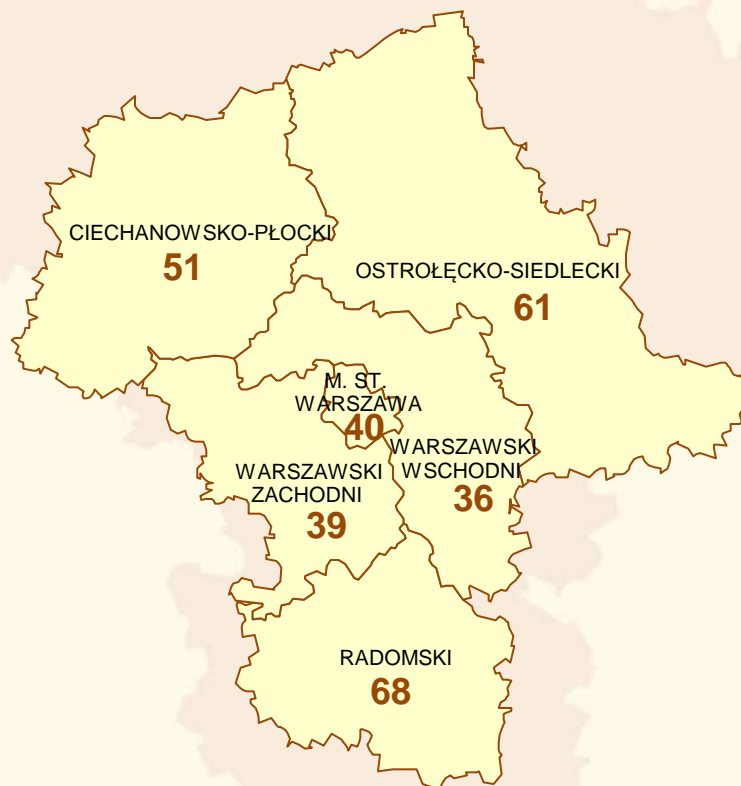 CIECHANOWSKO-PŁOCKI
51
OSTROŁĘCKO-SIEDLECKI
61
M. ST.
WARSZAWA
40
WARSZAWSKI
WSCHODNI
36
WARSZAWSKI
ZACHODNI
39
RADOMSKI
68